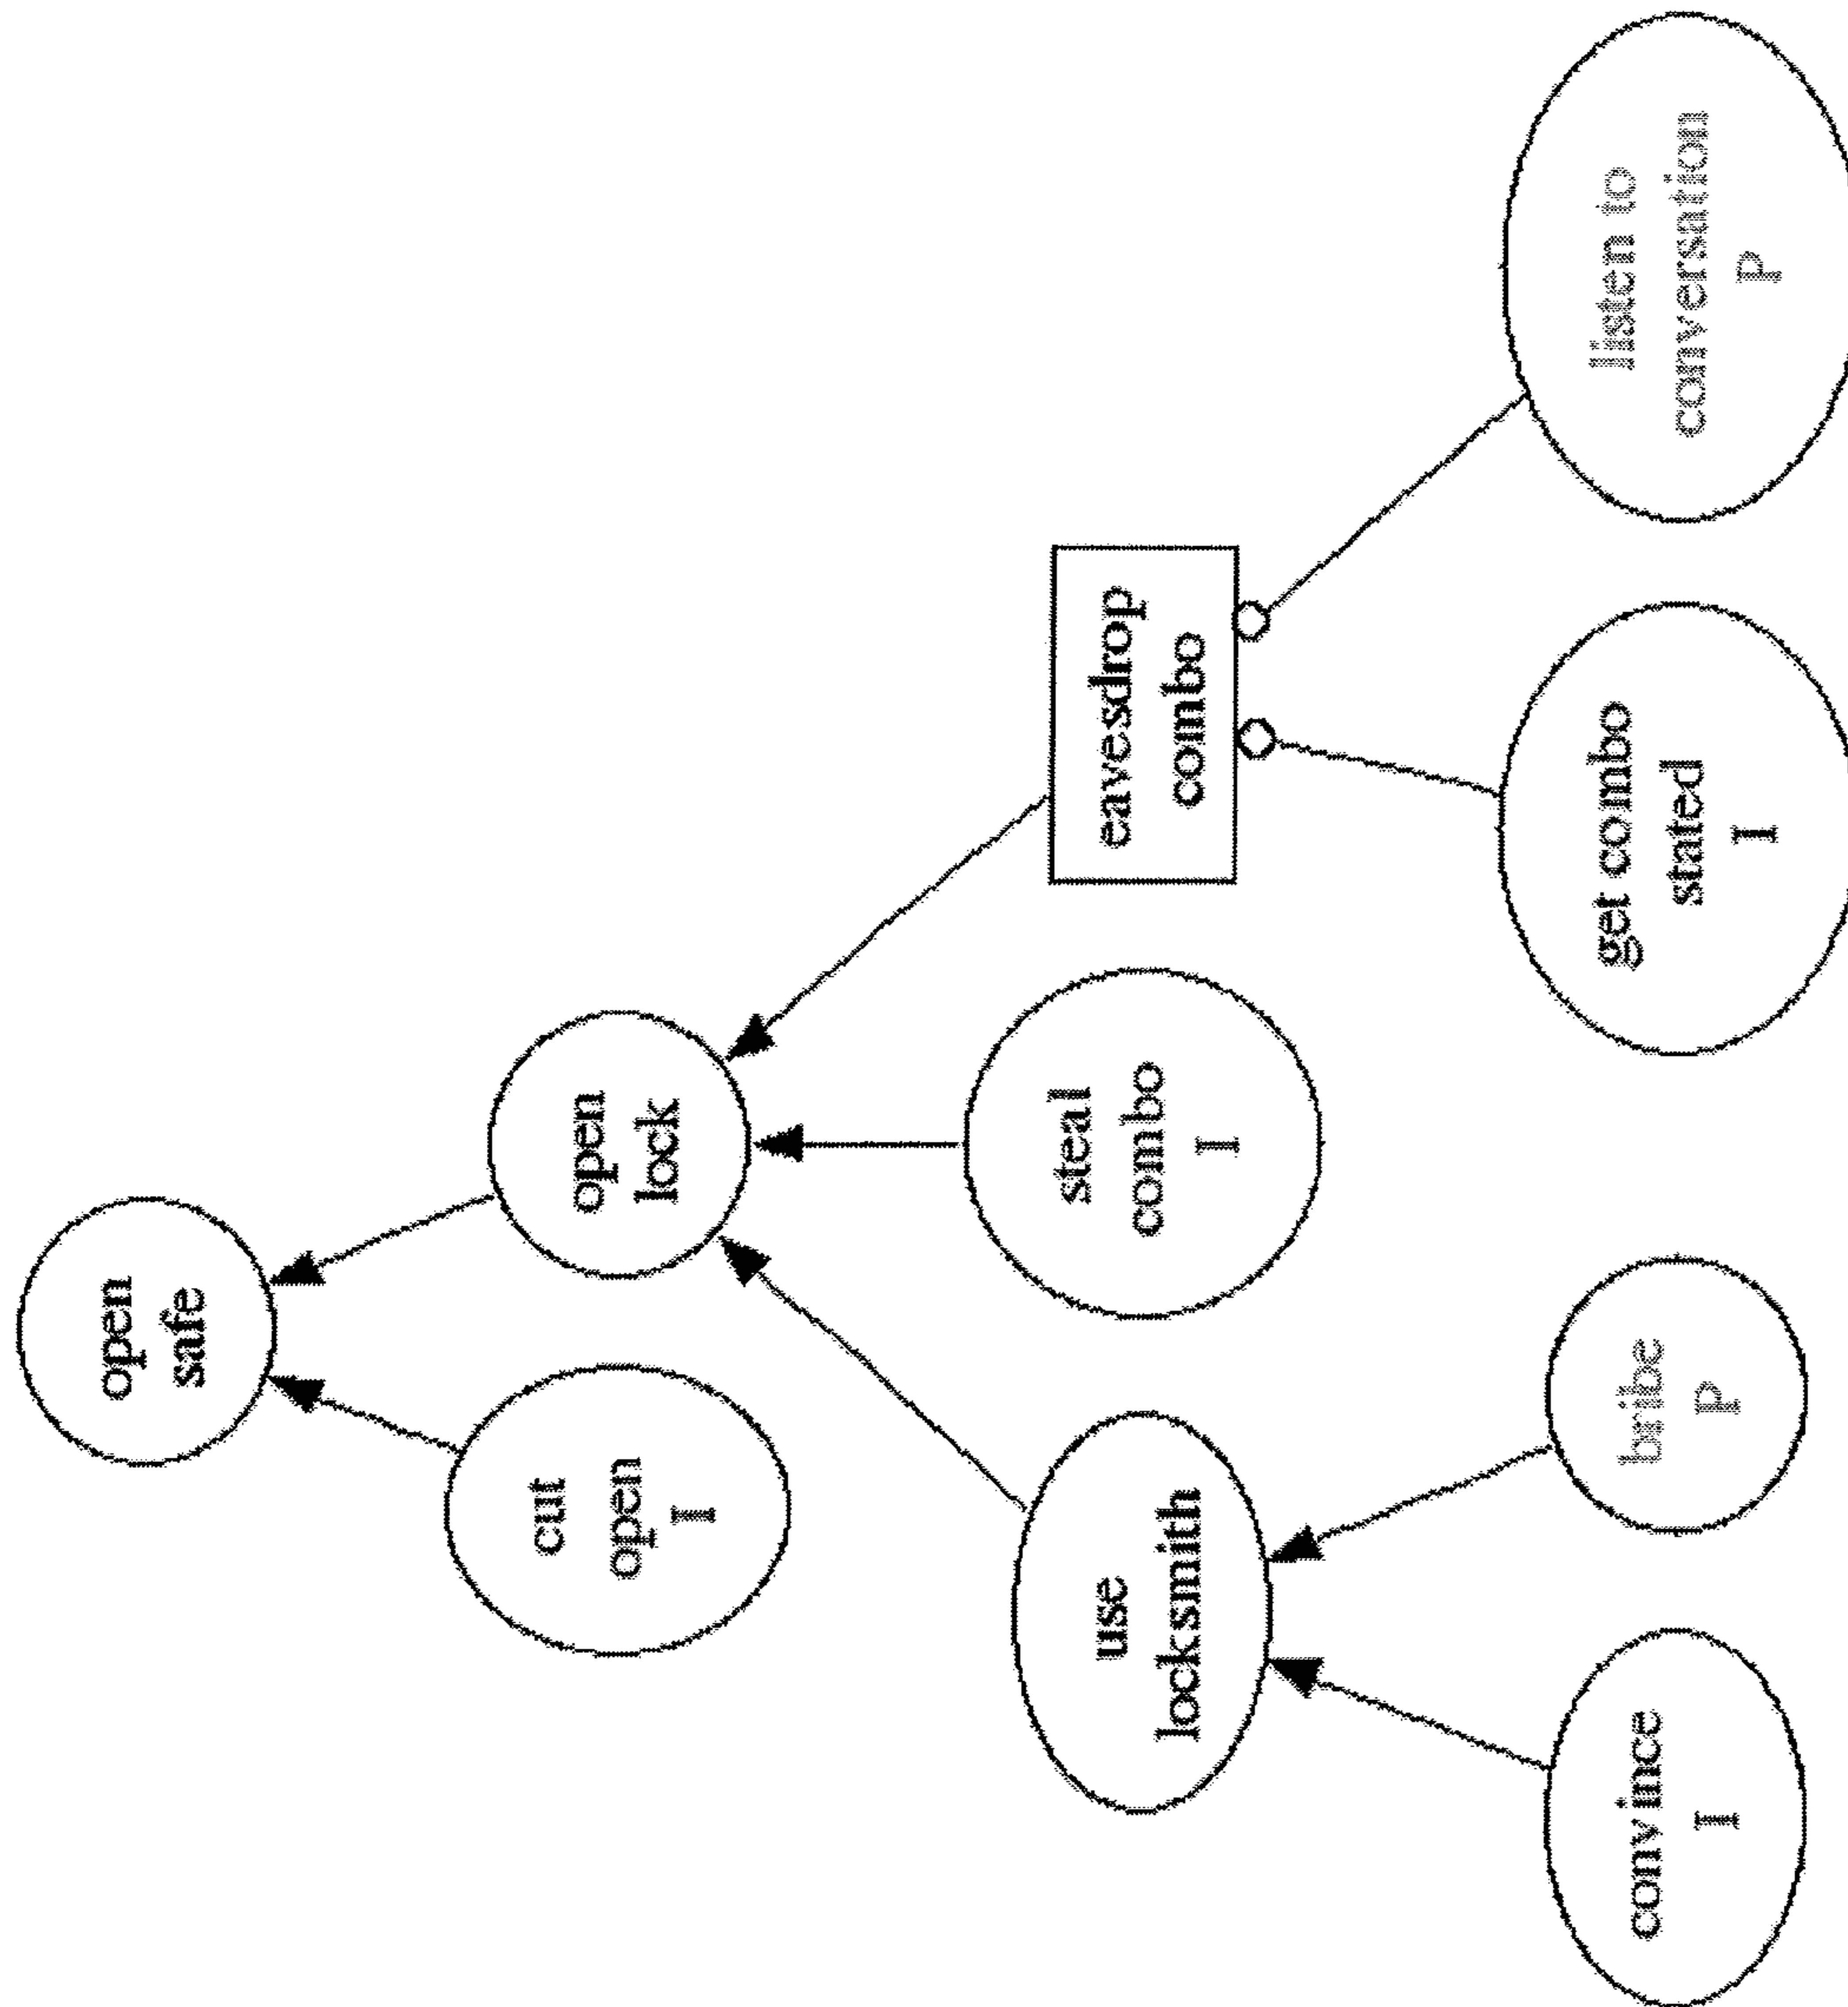 open
safe
cut
open
I
open
lock
use
locksmith
steal
combo
I
eavesdrop
combo
convince
I
bribe
P
get combo
stated
I
listen to
conversation
P